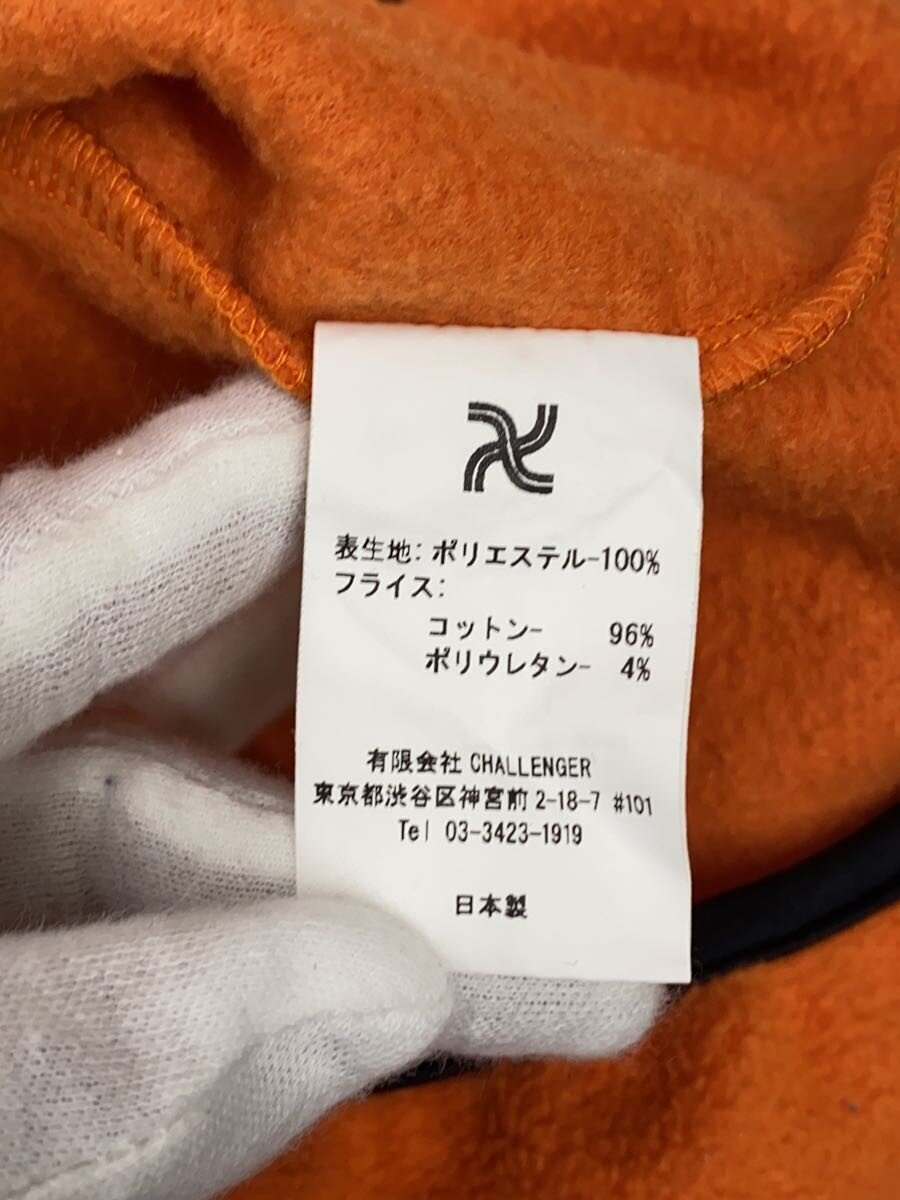 表生地: ポリエステル-100%
フライス:
コットン- 96%
ポリウレタン- 4%
有限会社 CHALLENGER
東京都渋谷区神宮前 2-18-7 #101
Tel 03-3423-1919
日本製